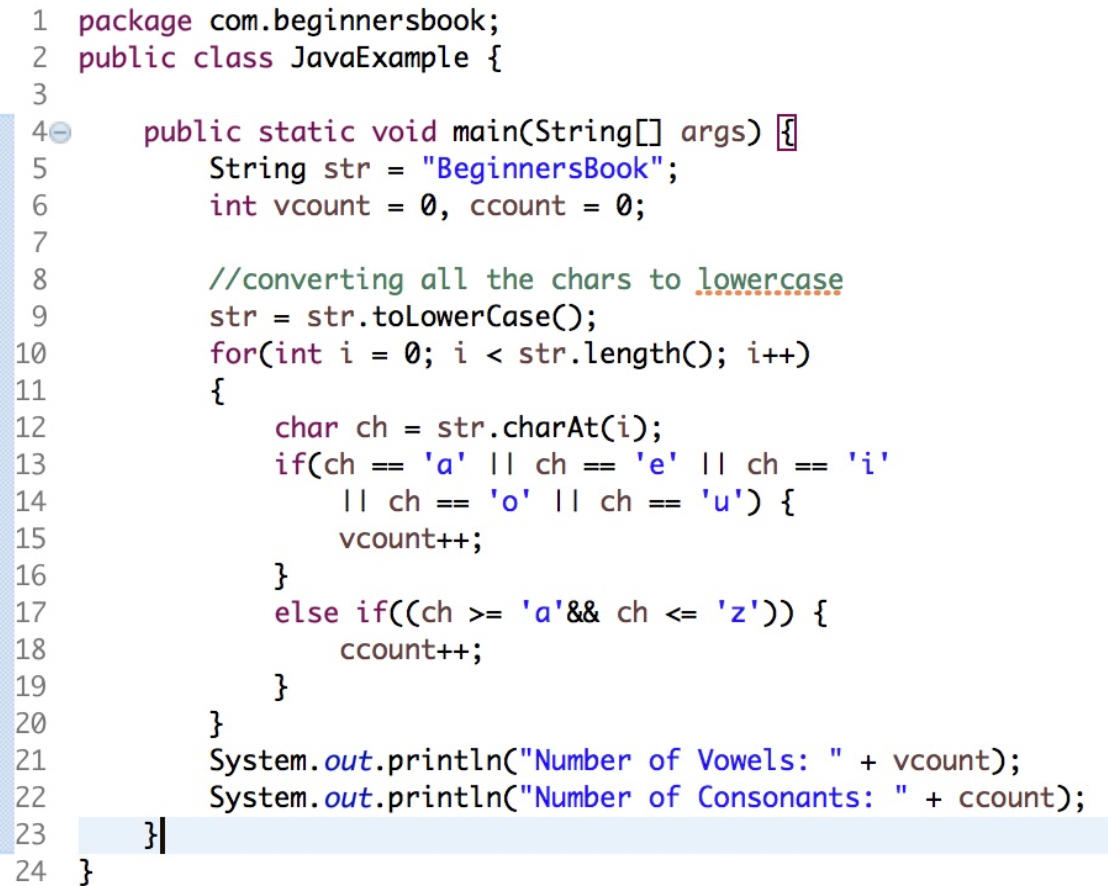 1 package com.beginnersbook;
2 public class JavaExample {
3
4 public static void main(String[] args) {
5 String str = "BeginnersBook";
6 int vcount = 0, ccount = 0;
7
8 //converting all the chars to lowercase
9 str = str.toLowerCase();
10 for(int i = 0; i < str.length(); i++)
11 {
12 char ch = str.charAt(i);
13 if(ch == 'a' || ch == 'e' || ch == 'i'
14 || ch == 'o' || ch == 'u') {
15 vcount++;
16 }
17 else if((ch >= 'a'&& ch <= 'z')) {
18 ccount++;
19 }
20 }
21 System.out.println("Number of Vowels: " + vcount);
22 System.out.println("Number of Consonants: " + ccount);
23 }
24 }